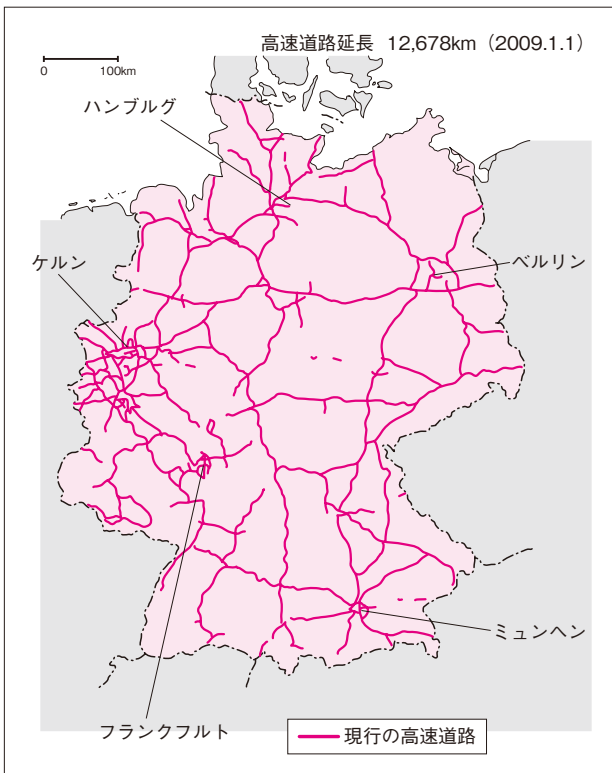 高速道路延長 12,678km（2009.1.1）
0 100km
ハンブルグ
ケルン
ベルリン
ミュンヘン
フランクフルト
現行の高速道路